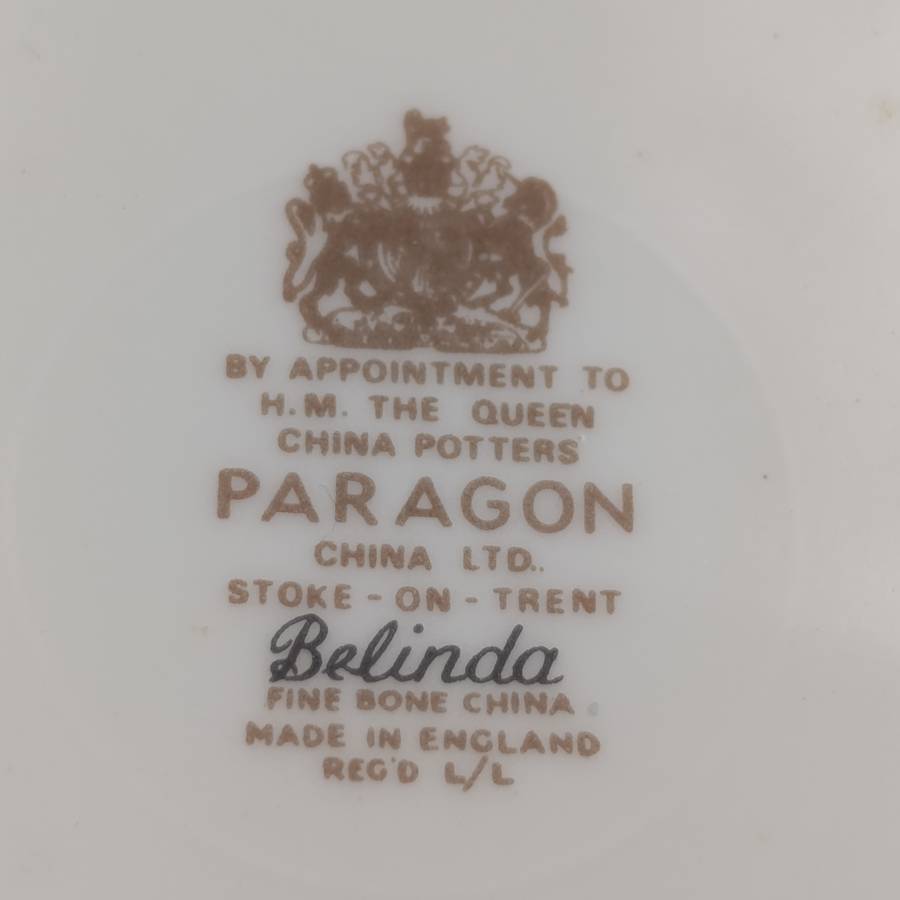 BY APPOINTMENT TO
H.M. THE QUEEN
CHINA POTTERS
PARAGON
CHINA LTD..
STOKE-ON-TRENT
Belinda
FINE BONE CHINA
MADE IN ENGLAND
REG'D L/L